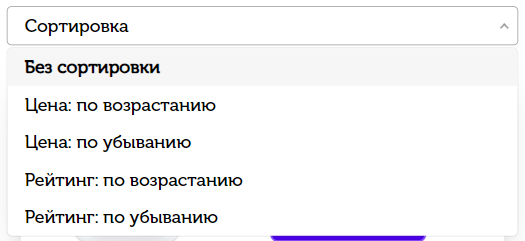 Сортировка
Без сортировки
Цена: по возрастанию
Цена: по убыванию
Рейтинг: по возрастанию
Рейтинг: по убыванию